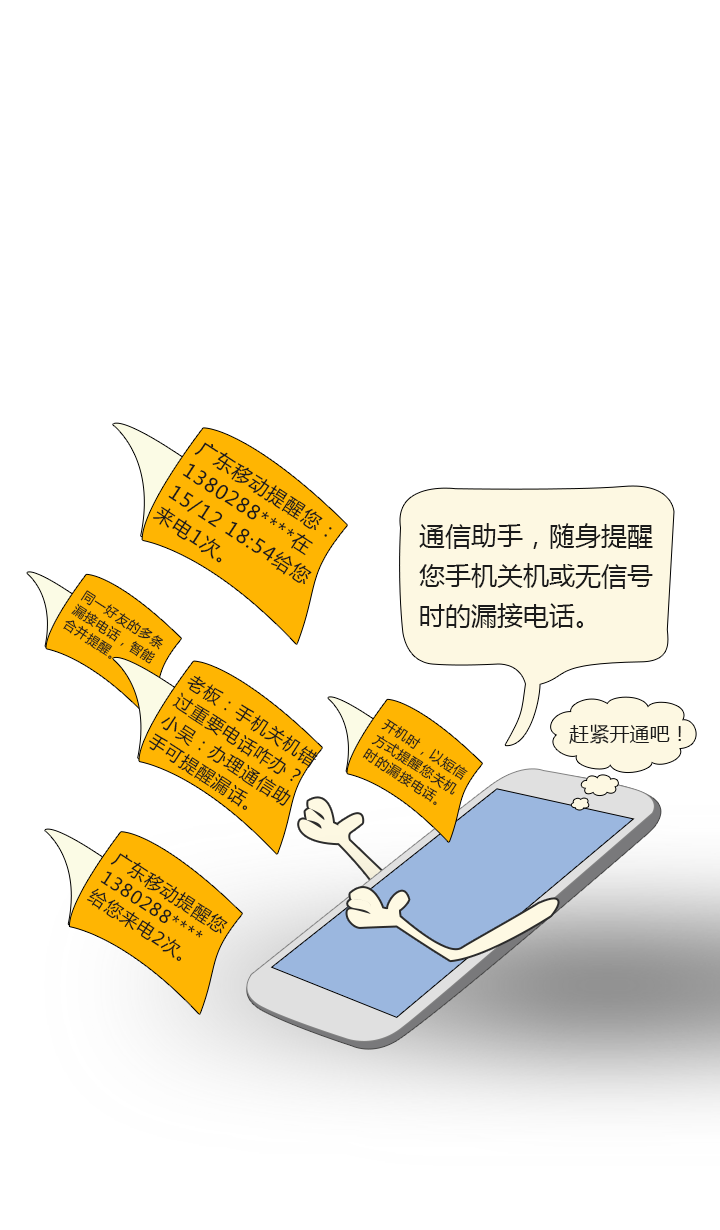 广东移动提醒您：
1380288****在
15/12 18:54给您
来电1次。
通信助手，随身提醒
您手机关机或无信号
时的漏接电话。
同一好友的多条
漏接电话，智能
合并提醒。
老板：手机关机错
过重要电话咋办？
小吴：办理通信助
手可提醒漏话。
开机时，以短信
方式提醒您关机
时的漏接电话。
赶紧开通吧！
广东移动提醒您
1380288****
给您来电2次。